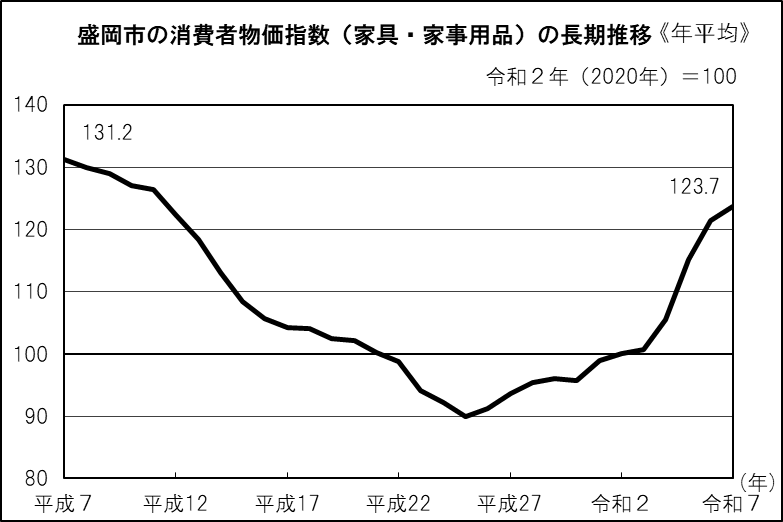 盛岡市の消費者物価指数（家具・家事用品）の長期推移《年平均》
令和２年（2020年）＝100
140
131.2
130
123.7
120
110
100
90
80
(年)
平成７ 平成12 平成17 平成22 平成27 令和２ 令和７